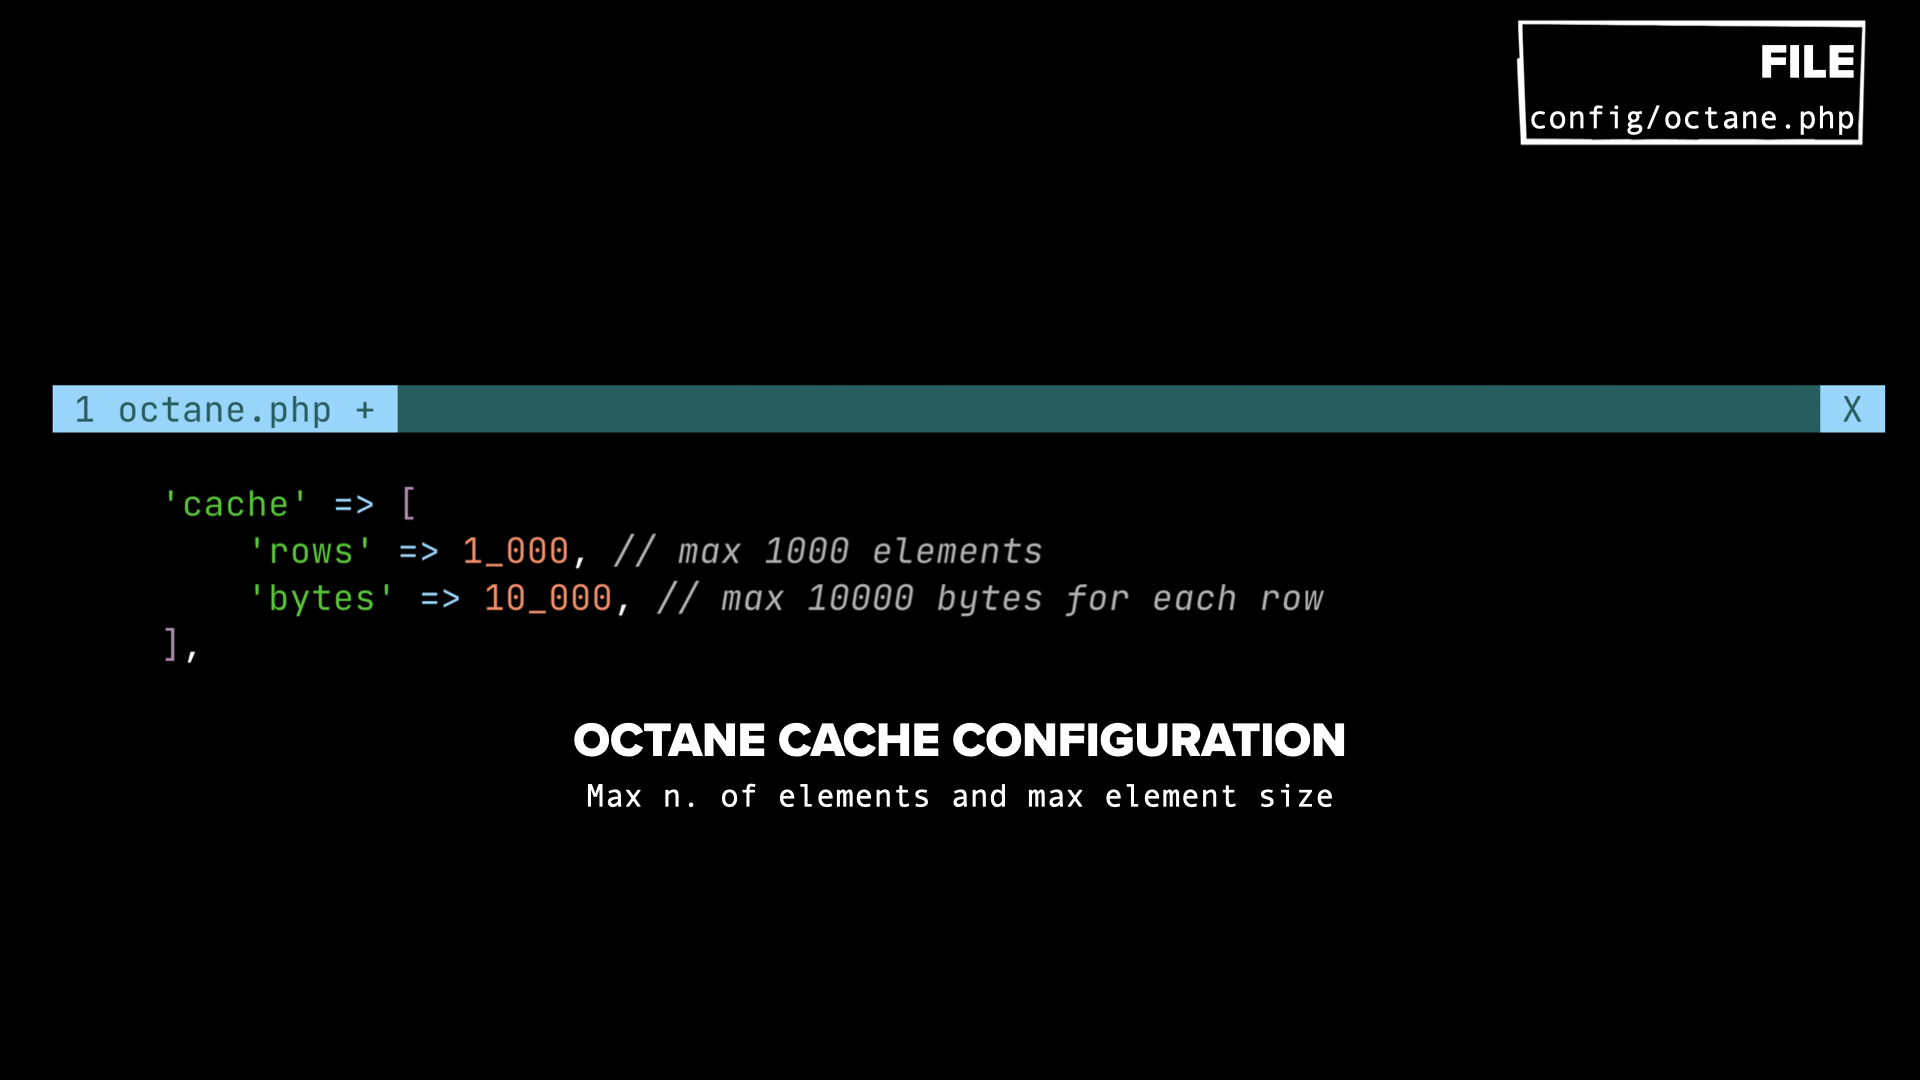 FILE
config/octane.php
1 octane.php +
X
'cache' => [
'rows' => 1_000, // max 1000 elements
'bytes' => 10_000, // max 10000 bytes for each row
],
OCTANE CACHE CONFIGURATION
Max n. of elements and max element size